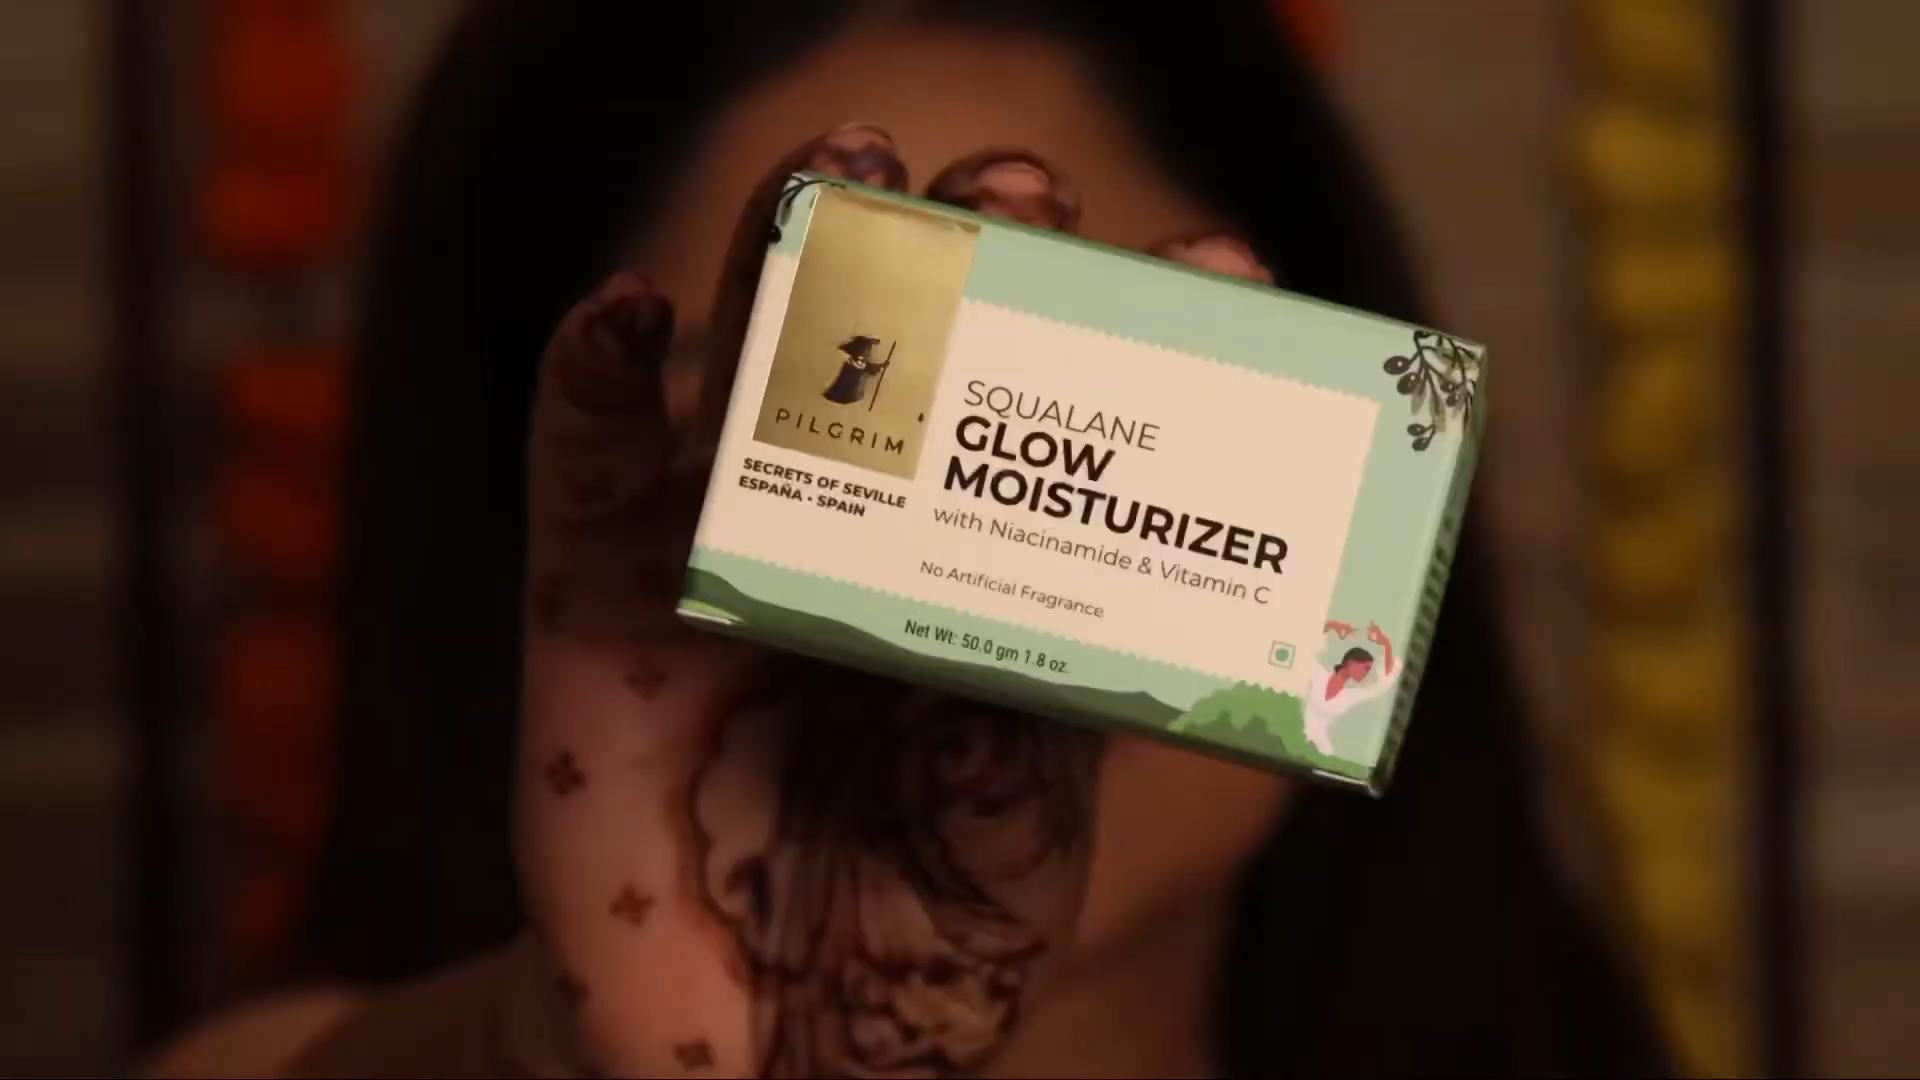 PILGRIM
SECRETS OF SEVILLE
ESPAÑA • SPAIN
SQUALANE
GLOW
MOISTURIZER
with Niacinamide & Vitamin C
No Artificial Fragrance
Net Wt: 50.0 gm 1.8 oz.